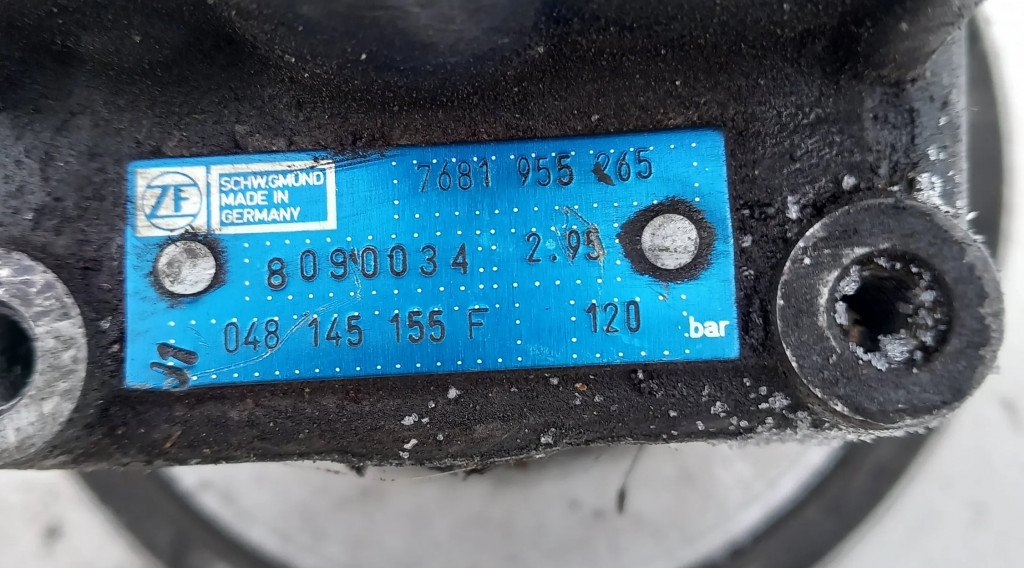 ZF
SCHW.GMÜND
MADE IN
GERMANY
7681 955 265
8090034 2.95
048 145 155 F 120 bar